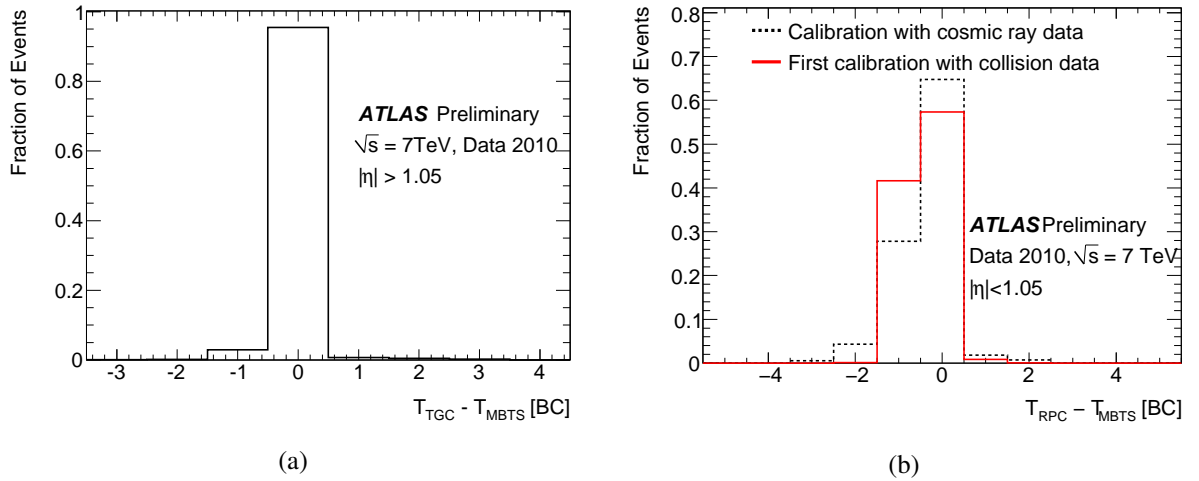 Fraction of Events
1
0.8
0.6
0.4
0.2
0
-3 -2 -1 0 1 2 3 4
T_TGC - T_MBTS [BC]
ATLAS Preliminary
√s = 7TeV, Data 2010
|η| > 1.05
(a)
Fraction of Events
0.8
0.7
0.6
0.5
0.4
0.3
0.2
0.1
0
−4 −2 0 2 4
T_RPC − T_MBTS [BC]
Calibration with cosmic ray data
First calibration with collision data
ATLAS Preliminary
Data 2010, √s = 7 TeV
|η|<1.05
(b)